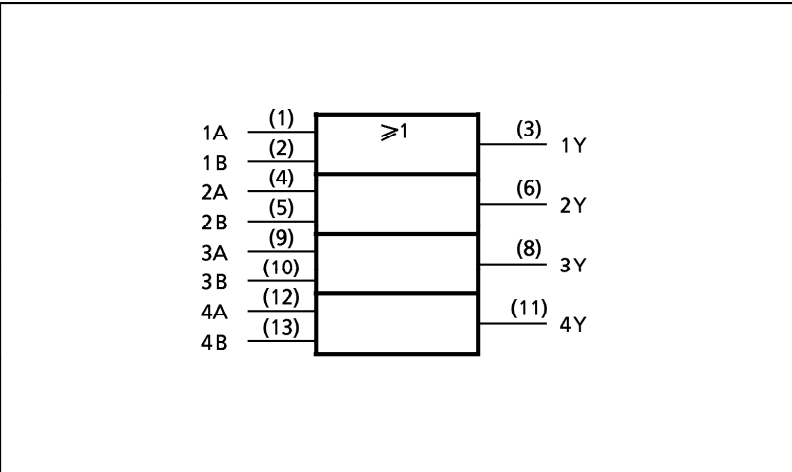 1A (1) ⩾1 (3) 1Y
1B (2)
2A (4) (6) 2Y
2B (5)
3A (9) (8) 3Y
3B (10)
4A (12) (11) 4Y
4B (13)